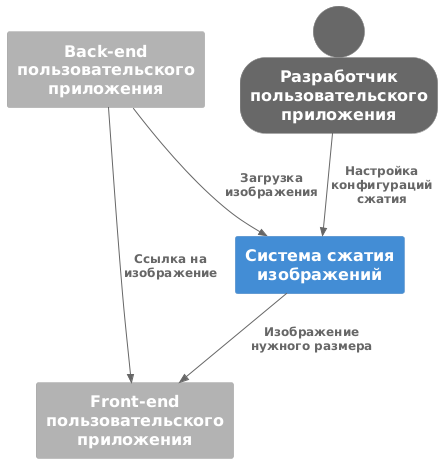 Back-end
пользовательского
приложения
Разработчик
пользовательского
приложения
Загрузка
изображения
Настройка
конфигураций
сжатия
Ссылка на
изображение
Система сжатия
изображений
Изображение
нужного размера
Front-end
пользовательского
приложения